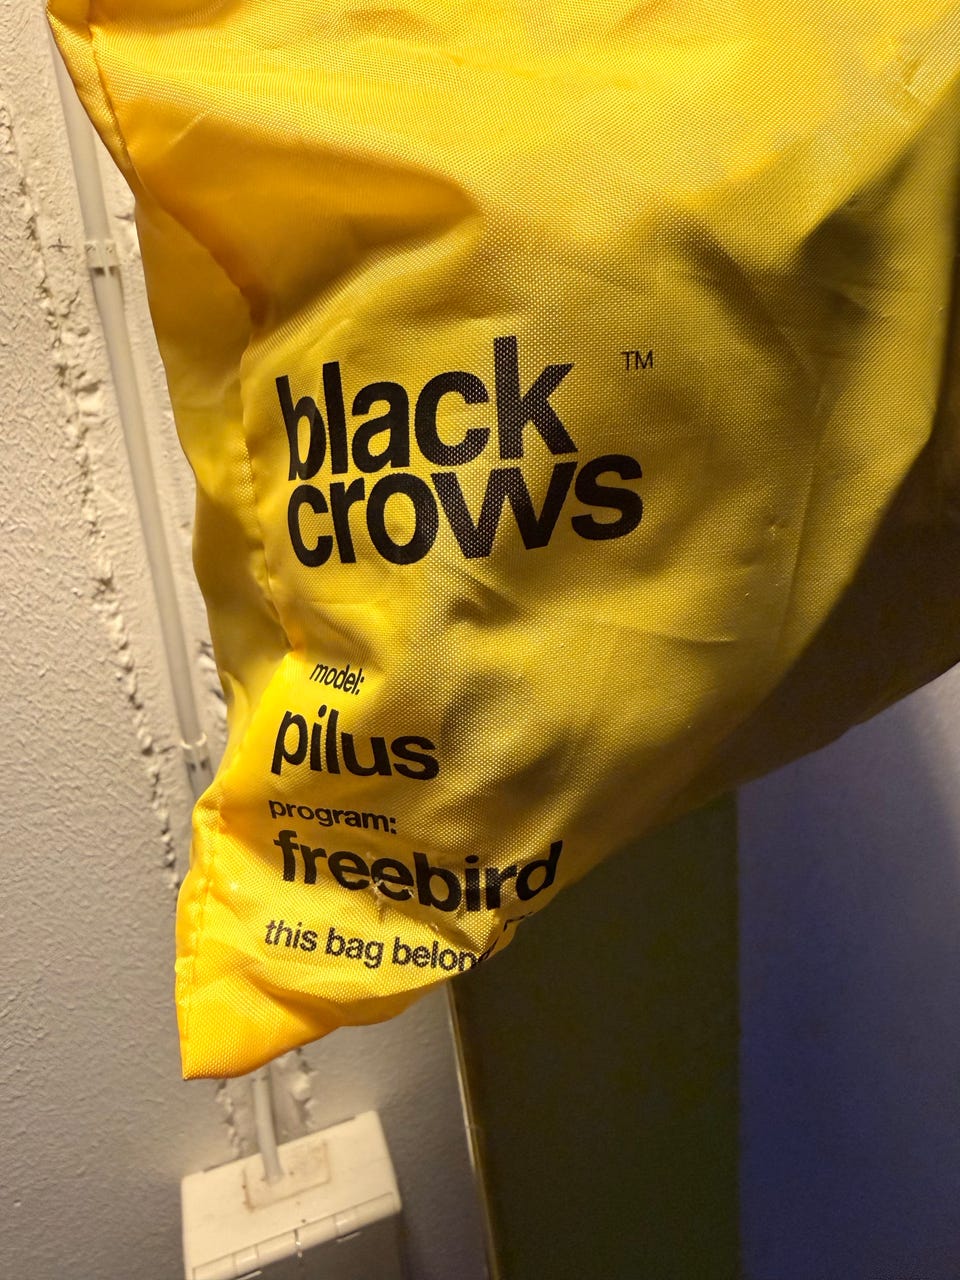 black ™
crows
model:
pilus
program:
freebird
this bag